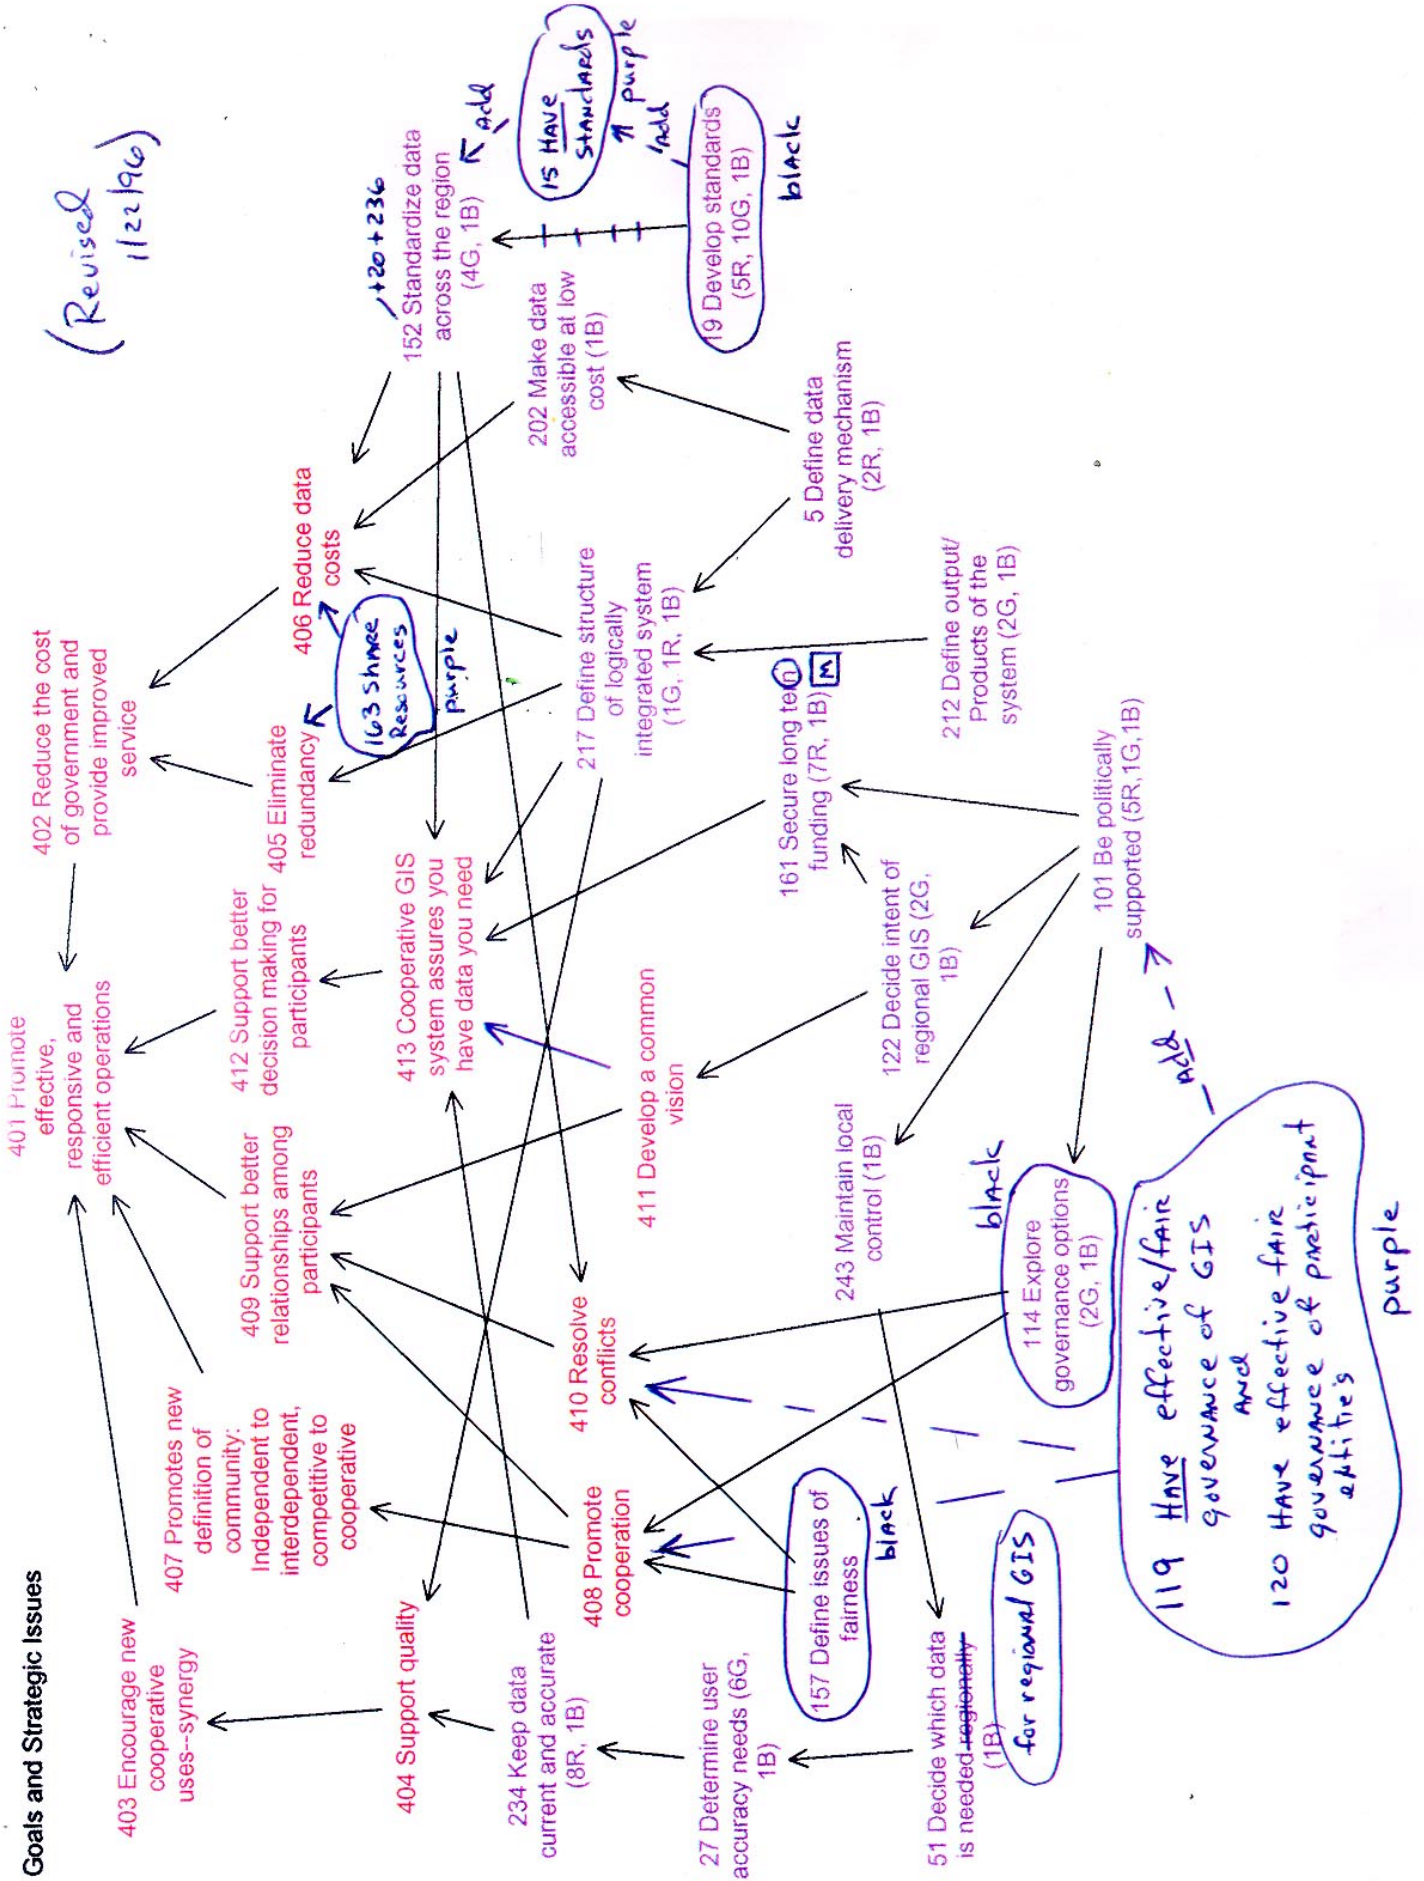 Goals and Strategic Issues
(Revised
1/22/96)
401 Promote
effective,
responsive and
efficient operations
402 Reduce the cost
of government and
provide improved
service
403 Encourage new
cooperative
uses--synergy
407 Promotes new
definition of
community:
Independent to
interdependent,
competitive to
cooperative
409 Support better
relationships among
participants
412 Support better
decision making for
participants
405 Eliminate
redundancy
406 Reduce data
costs
163 Share
Resources
purple
+20+236
152 Standardize data
across the region
(4G, 1B)
Add
15 HAVE
STANDARDS
purple
Add
404 Support quality
413 Cooperative GIS
system assures you
have data you need
234 Keep data
current and accurate
(8R, 1B)
408 Promote
cooperation
410 Resolve
conflicts
411 Develop a common
vision
217 Define structure
of logically
integrated system
(1G, 1R, 1B)
202 Make data
accessible at low
cost (1B)
19 Develop standards
(5R, 10G, 1B)
black
27 Determine user
accuracy needs (6G,
1B)
157 Define issues of
fairness
black
243 Maintain local
control (1B)
122 Decide intent of
regional GIS (2G,
1B)
161 Secure long ten
funding (7R, 1B)
M
5 Define data
delivery mechanism
(2R, 1B)
212 Define output/
Products of the
system (2G, 1B)
51 Decide which data
is needed regionally
(1B)
for regional GIS
114 Explore
governance options
(2G, 1B)
black
101 Be politically
supported (5R,1G,1B)
Add
119 HAVE effective/fair
governance of GIS
AND
120 HAVE effective fair
governance of participant
entities
purple